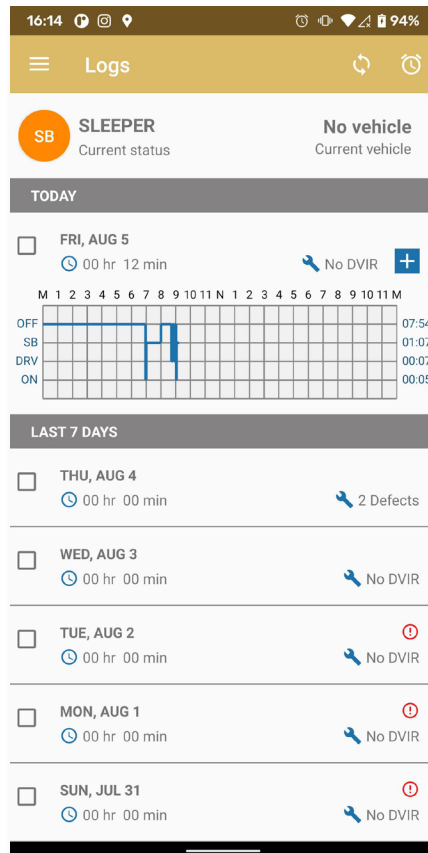 16:14 94%
Logs
SB SLEEPER No vehicle
Current status Current vehicle
TODAY
FRI, AUG 5
00 hr 12 min No DVIR +
M 1 2 3 4 5 6 7 8 9 10 11 N 1 2 3 4 5 6 7 8 9 10 11 M
OFF 07:54
SB 01:07
DRV 00:07
ON 00:05
LAST 7 DAYS
THU, AUG 4
00 hr 00 min 2 Defects
WED, AUG 3
00 hr 00 min No DVIR
TUE, AUG 2
00 hr 00 min No DVIR
MON, AUG 1
00 hr 00 min No DVIR
SUN, JUL 31
00 hr 00 min No DVIR